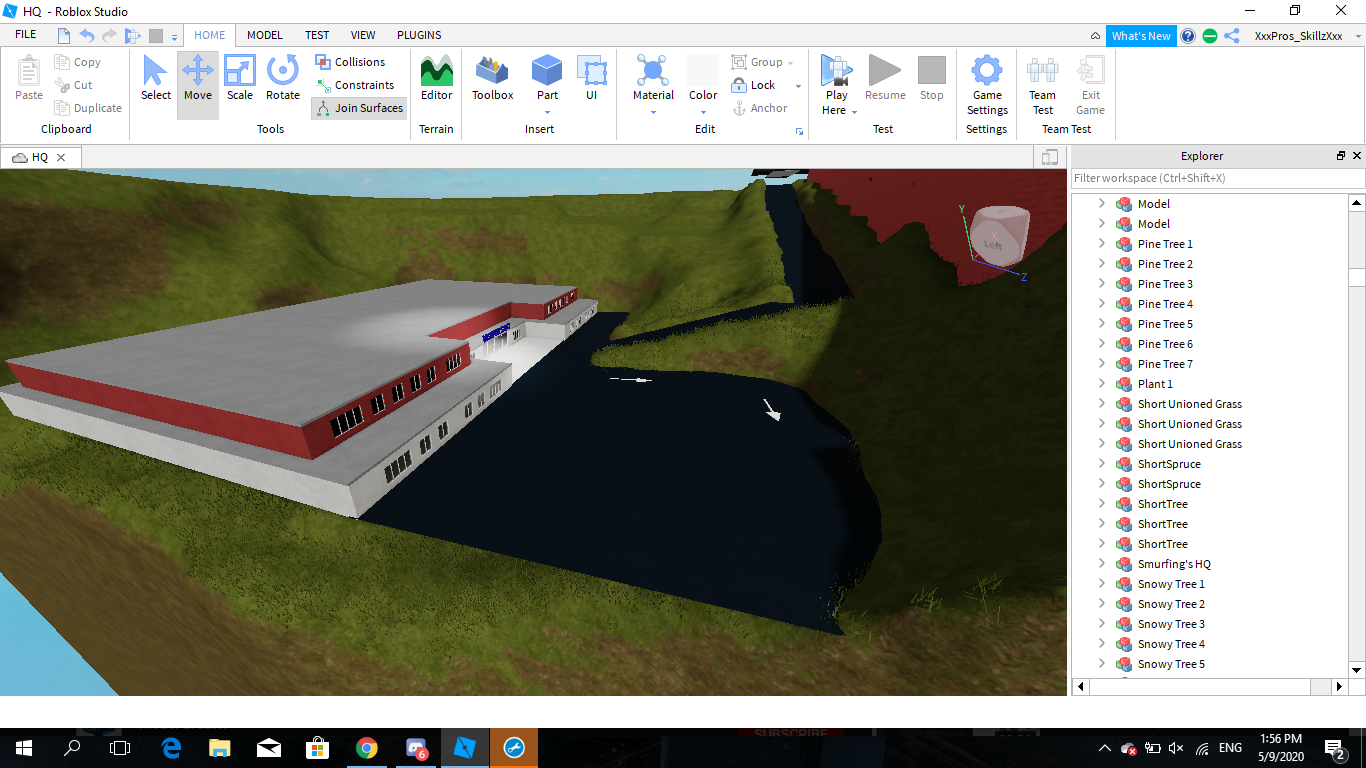 HQ - Roblox Studio
FILE HOME MODEL TEST VIEW PLUGINS What's New XxxPros_SkillzXxx
Paste Copy Cut Duplicate Clipboard
Select Move Scale Rotate Collisions Constraints Join Surfaces Tools
Editor Terrain
Toolbox Part UI Insert
Material Color Group Lock Anchor Edit
Play Here Resume Stop Test
Game Settings Settings
Team Test Exit Game Team Test
HQ
Explorer
Filter workspace (Ctrl+Shift+X)
Y
X
Left
Z
Model
Model
Pine Tree 1
Pine Tree 2
Pine Tree 3
Pine Tree 4
Pine Tree 5
Pine Tree 6
Pine Tree 7
Plant 1
Short Unioned Grass
Short Unioned Grass
Short Unioned Grass
ShortSpruce
ShortSpruce
ShortTree
ShortTree
ShortTree
Smurfing's HQ
Snowy Tree 1
Snowy Tree 2
Snowy Tree 3
Snowy Tree 4
Snowy Tree 5
SUBSCRIBE
6
ENG
1:56 PM
5/9/2020
2